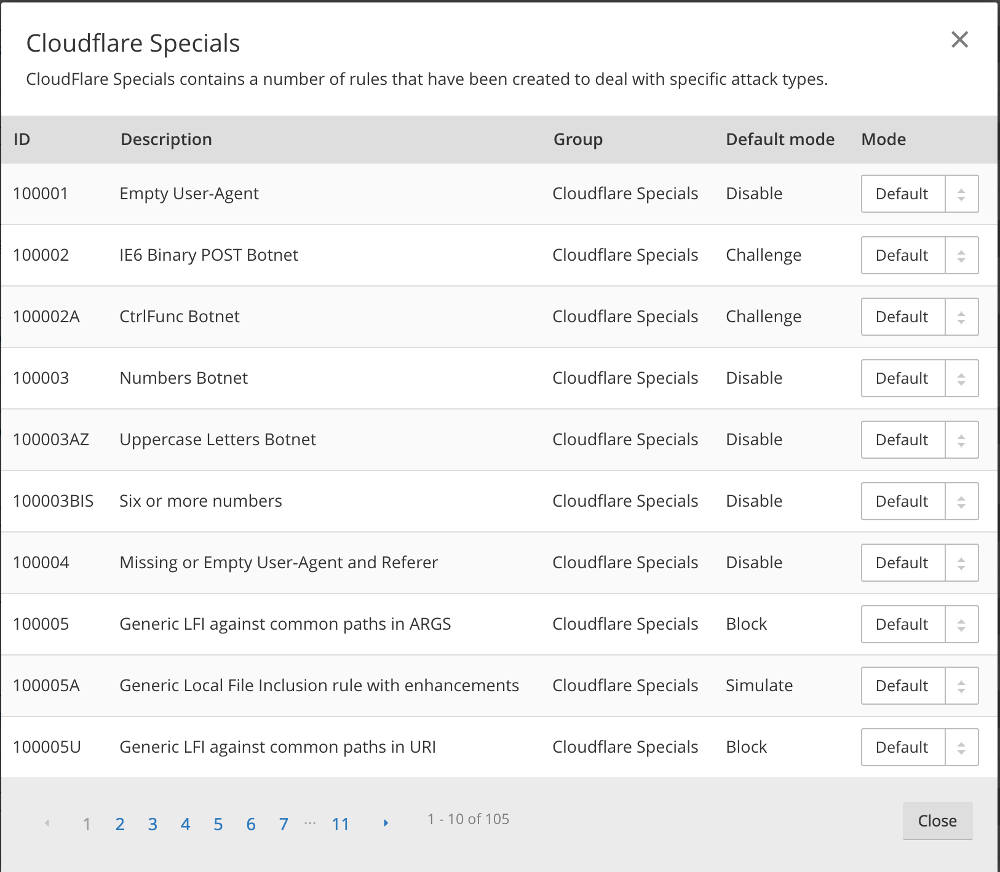 Cloudflare Specials
CloudFlare Specials contains a number of rules that have been created to deal with specific attack types.
ID Description Group Default mode Mode
100001 Empty User-Agent Cloudflare Specials Disable Default
100002 IE6 Binary POST Botnet Cloudflare Specials Challenge Default
100002A CtrlFunc Botnet Cloudflare Specials Challenge Default
100003 Numbers Botnet Cloudflare Specials Disable Default
100003AZ Uppercase Letters Botnet Cloudflare Specials Disable Default
100003BIS Six or more numbers Cloudflare Specials Disable Default
100004 Missing or Empty User-Agent and Referer Cloudflare Specials Disable Default
100005 Generic LFI against common paths in ARGS Cloudflare Specials Block Default
100005A Generic Local File Inclusion rule with enhancements Cloudflare Specials Simulate Default
100005U Generic LFI against common paths in URI Cloudflare Specials Block Default
1 2 3 4 5 6 7 ... 11 1 - 10 of 105 Close